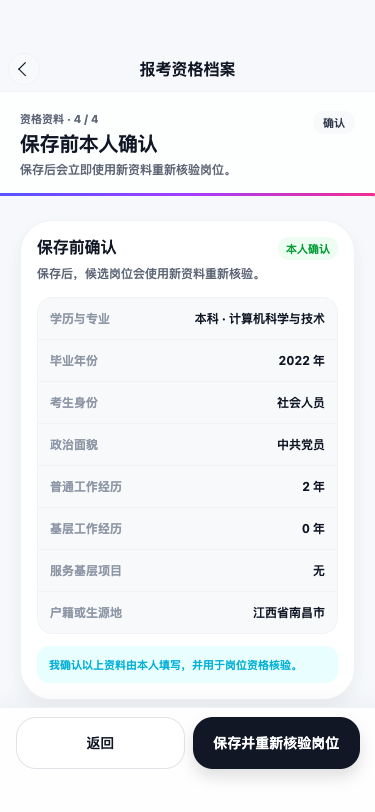 报考资格档案
资格资料 · 4 / 4
确认
保存前本人确认
保存后会立即使用新资料重新核验岗位。
保存前确认
本人确认
保存后，候选岗位会使用新资料重新核验。
学历与专业 本科 · 计算机科学与技术
毕业年份 2022 年
考生身份 社会人员
政治面貌 中共党员
普通工作经历 2 年
基层工作经历 0 年
服务基层项目 无
户籍或生源地 江西省南昌市
我确认以上资料由本人填写，并用于岗位资格核验。
返回
保存并重新核验岗位